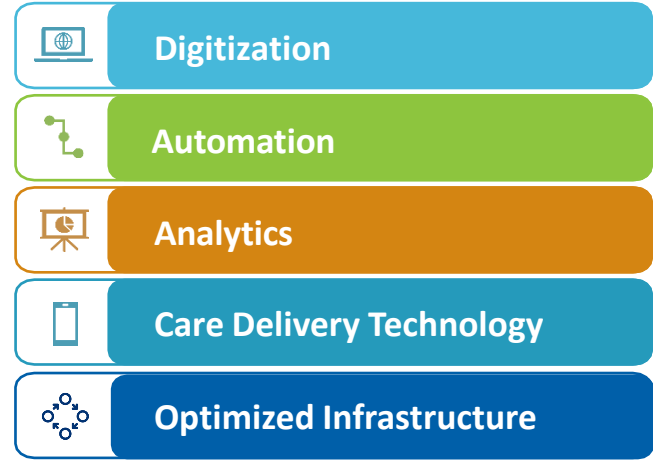 Digitization
Automation
Analytics
Care Delivery Technology
Optimized Infrastructure